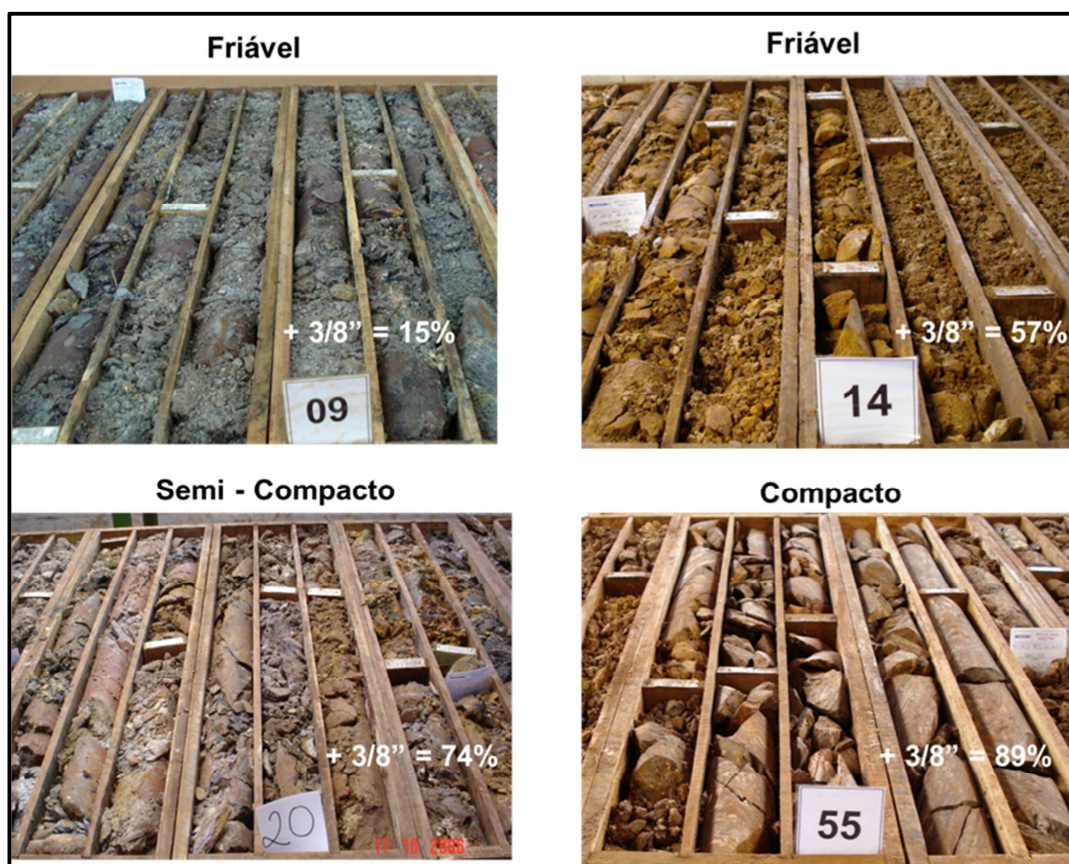 Friável
Friável
+ 3/8” = 15%
09
+ 3/8” = 57%
14
Semi - Compacto
Compacto
+ 3/8” = 74%
20
+ 3/8” = 89%
55